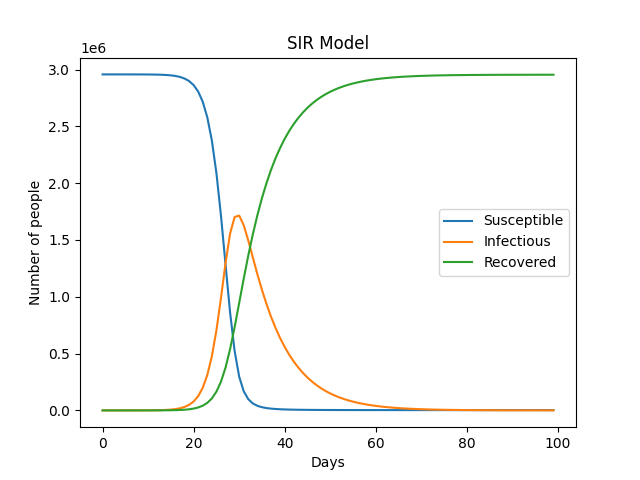 SIR Model
1e6
3.0
2.5
2.0
1.5
1.0
0.5
0.0
Number of people
Susceptible
Infectious
Recovered
0 20 40 60 80 100
Days